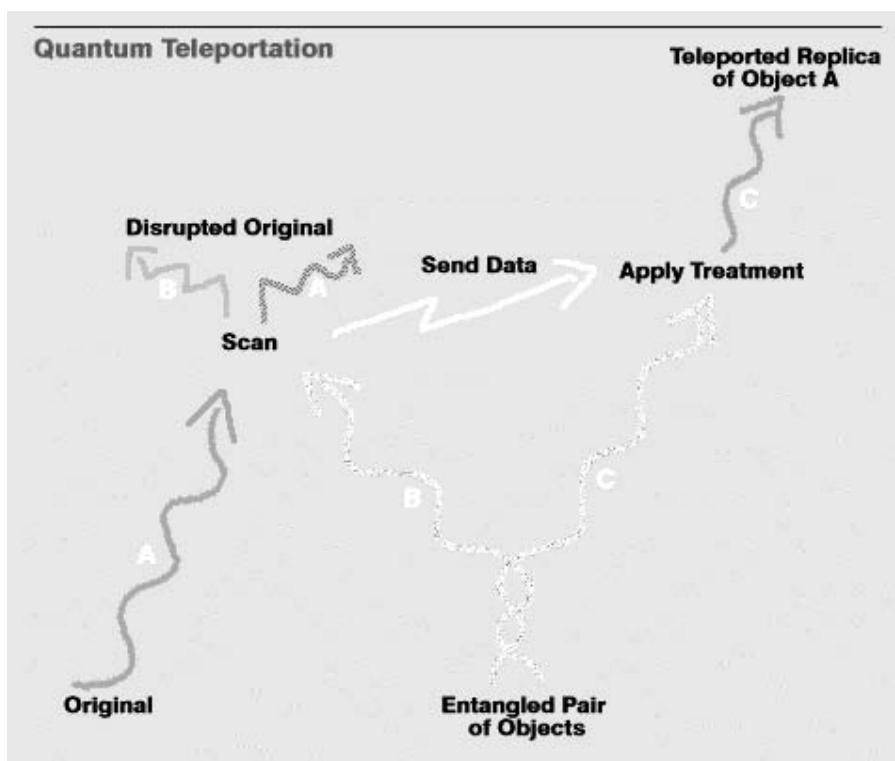 Quantum Teleportation
Teleported Replica
of Object A
Disrupted Original
Send Data
Apply Treatment
C
B
A
Scan
B
C
A
Original
Entangled Pair
of Objects